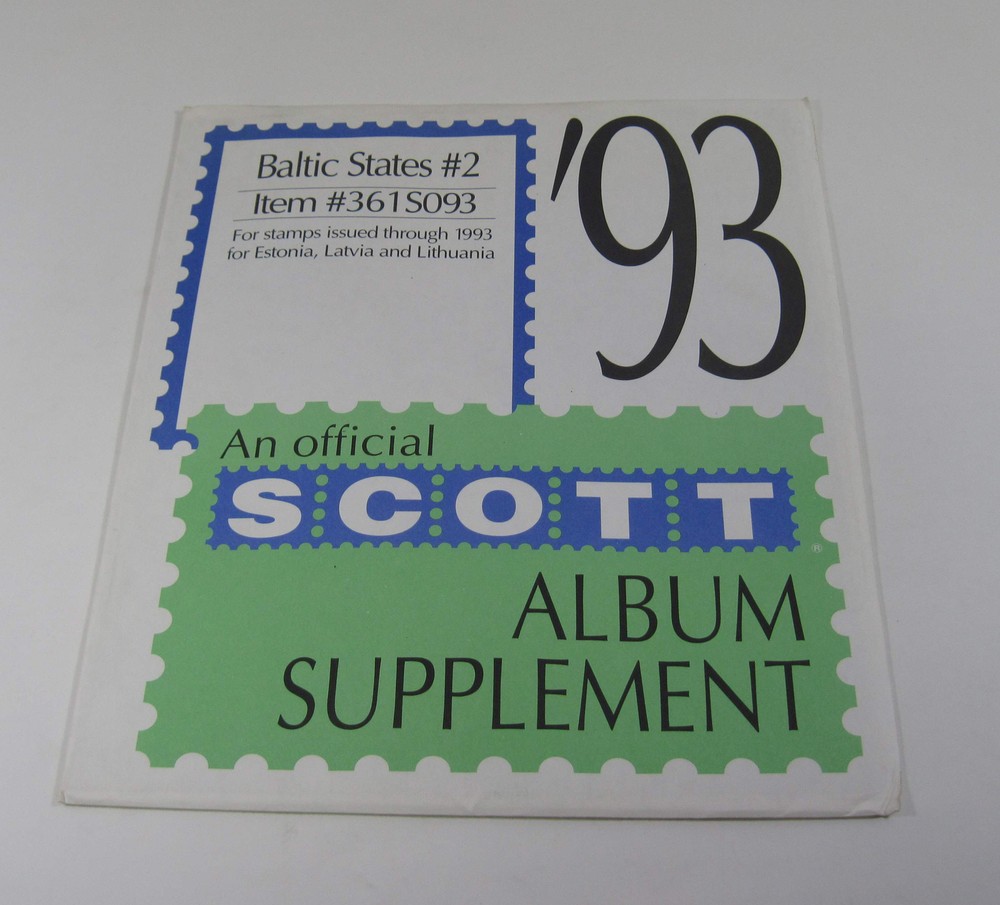 Baltic States #2
Item #361S093
For stamps issued through 1993
for Estonia, Latvia and Lithuania
'93
An official
SCOTT®
ALBUM
SUPPLEMENT